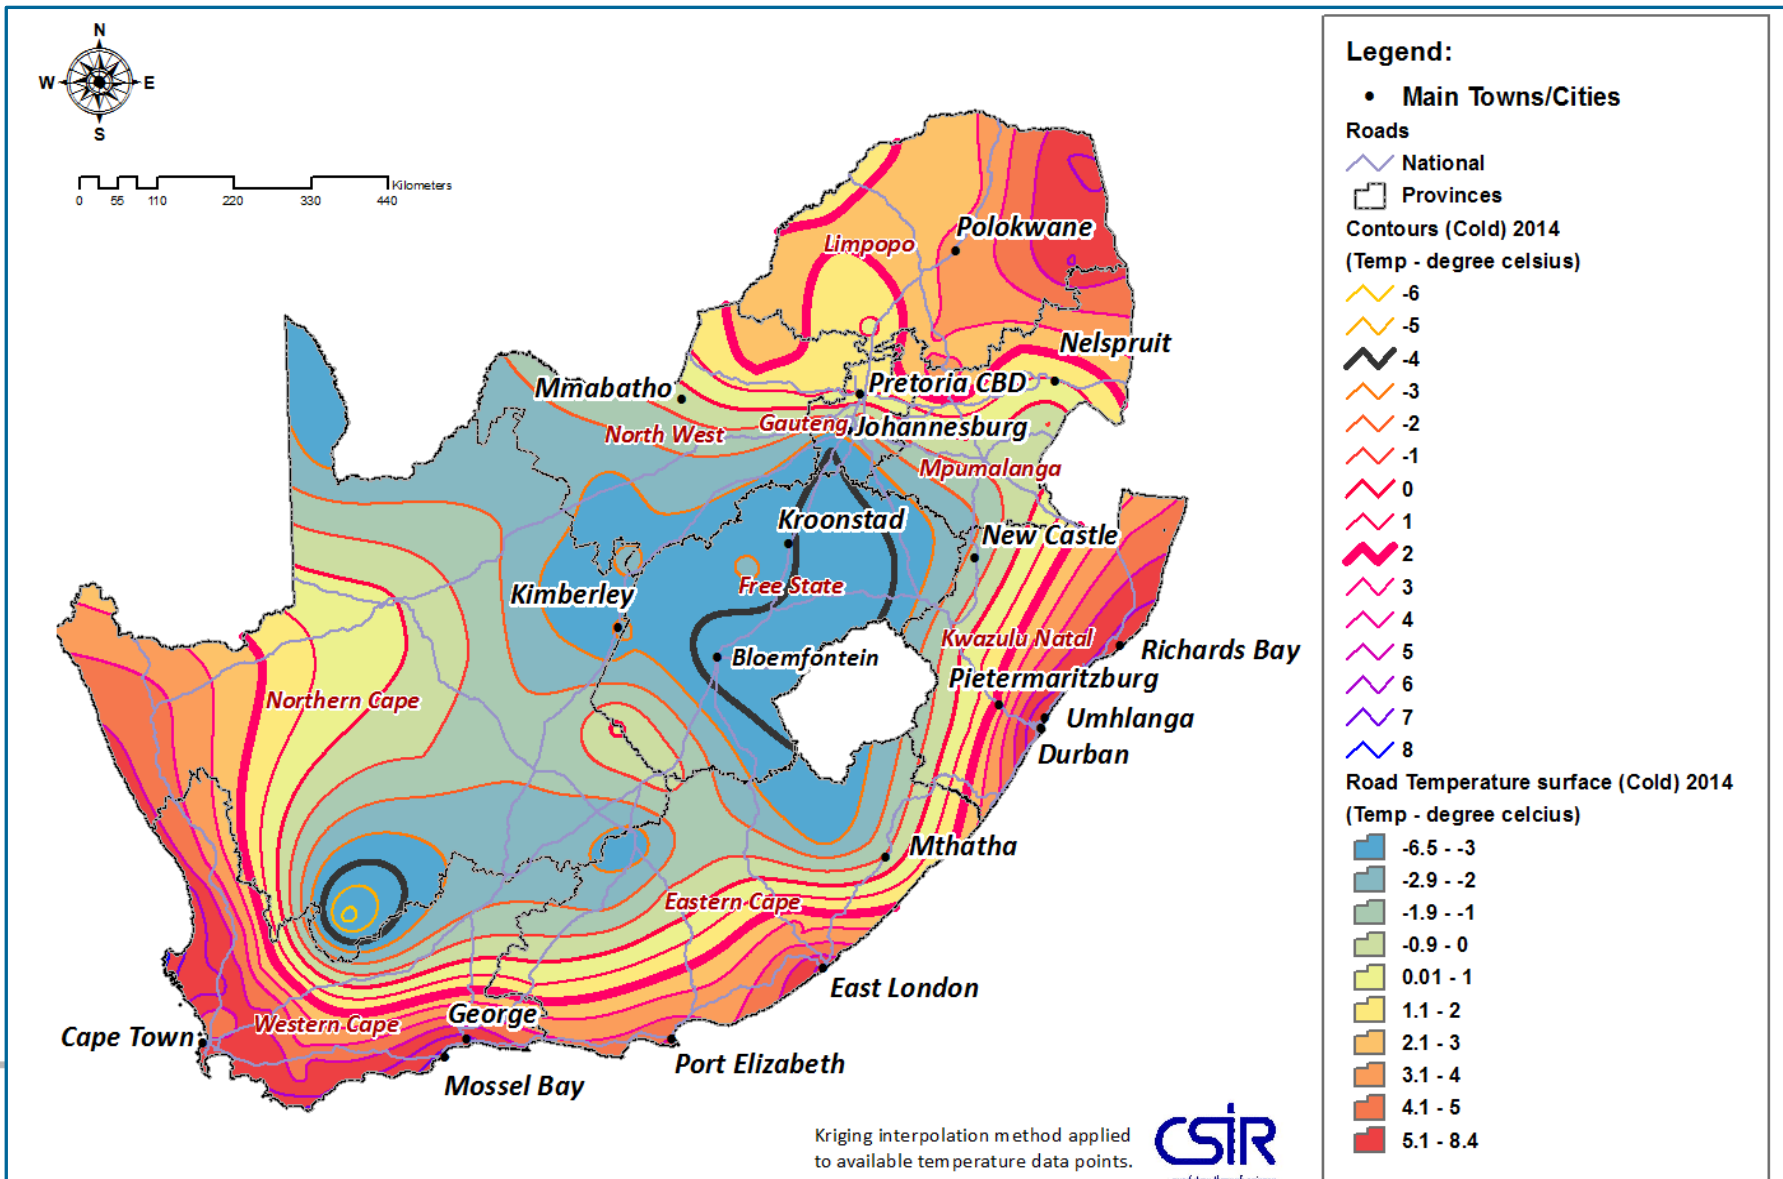 N
W
E
S
Kilometers
0 55 110 220 330 440
Polokwane
Limpopo
Nelspruit
Mmabatho
Pretoria CBD
North West
Gauteng
Johannesburg
Mpumalanga
Kroonstad
New Castle
Kimberley
Free State
Kwazulu Natal
Richards Bay
Bloemfontein
Pietermaritzburg
Northern Cape
Umhlanga
Durban
Mthatha
Eastern Cape
East London
George
Western Cape
Cape Town
Port Elizabeth
Mossel Bay
Kriging interpolation method applied
to available temperature data points.
CSIR
Legend:
Main Towns/Cities
Roads
National
Provinces
Contours (Cold) 2014
(Temp - degree celsius)
-6
-5
-4
-3
-2
-1
0
1
2
3
4
5
6
7
8
Road Temperature surface (Cold) 2014
(Temp - degree celcius)
-6.5 - -3
-2.9 - -2
-1.9 - -1
-0.9 - 0
0.01 - 1
1.1 - 2
2.1 - 3
3.1 - 4
4.1 - 5
5.1 - 8.4